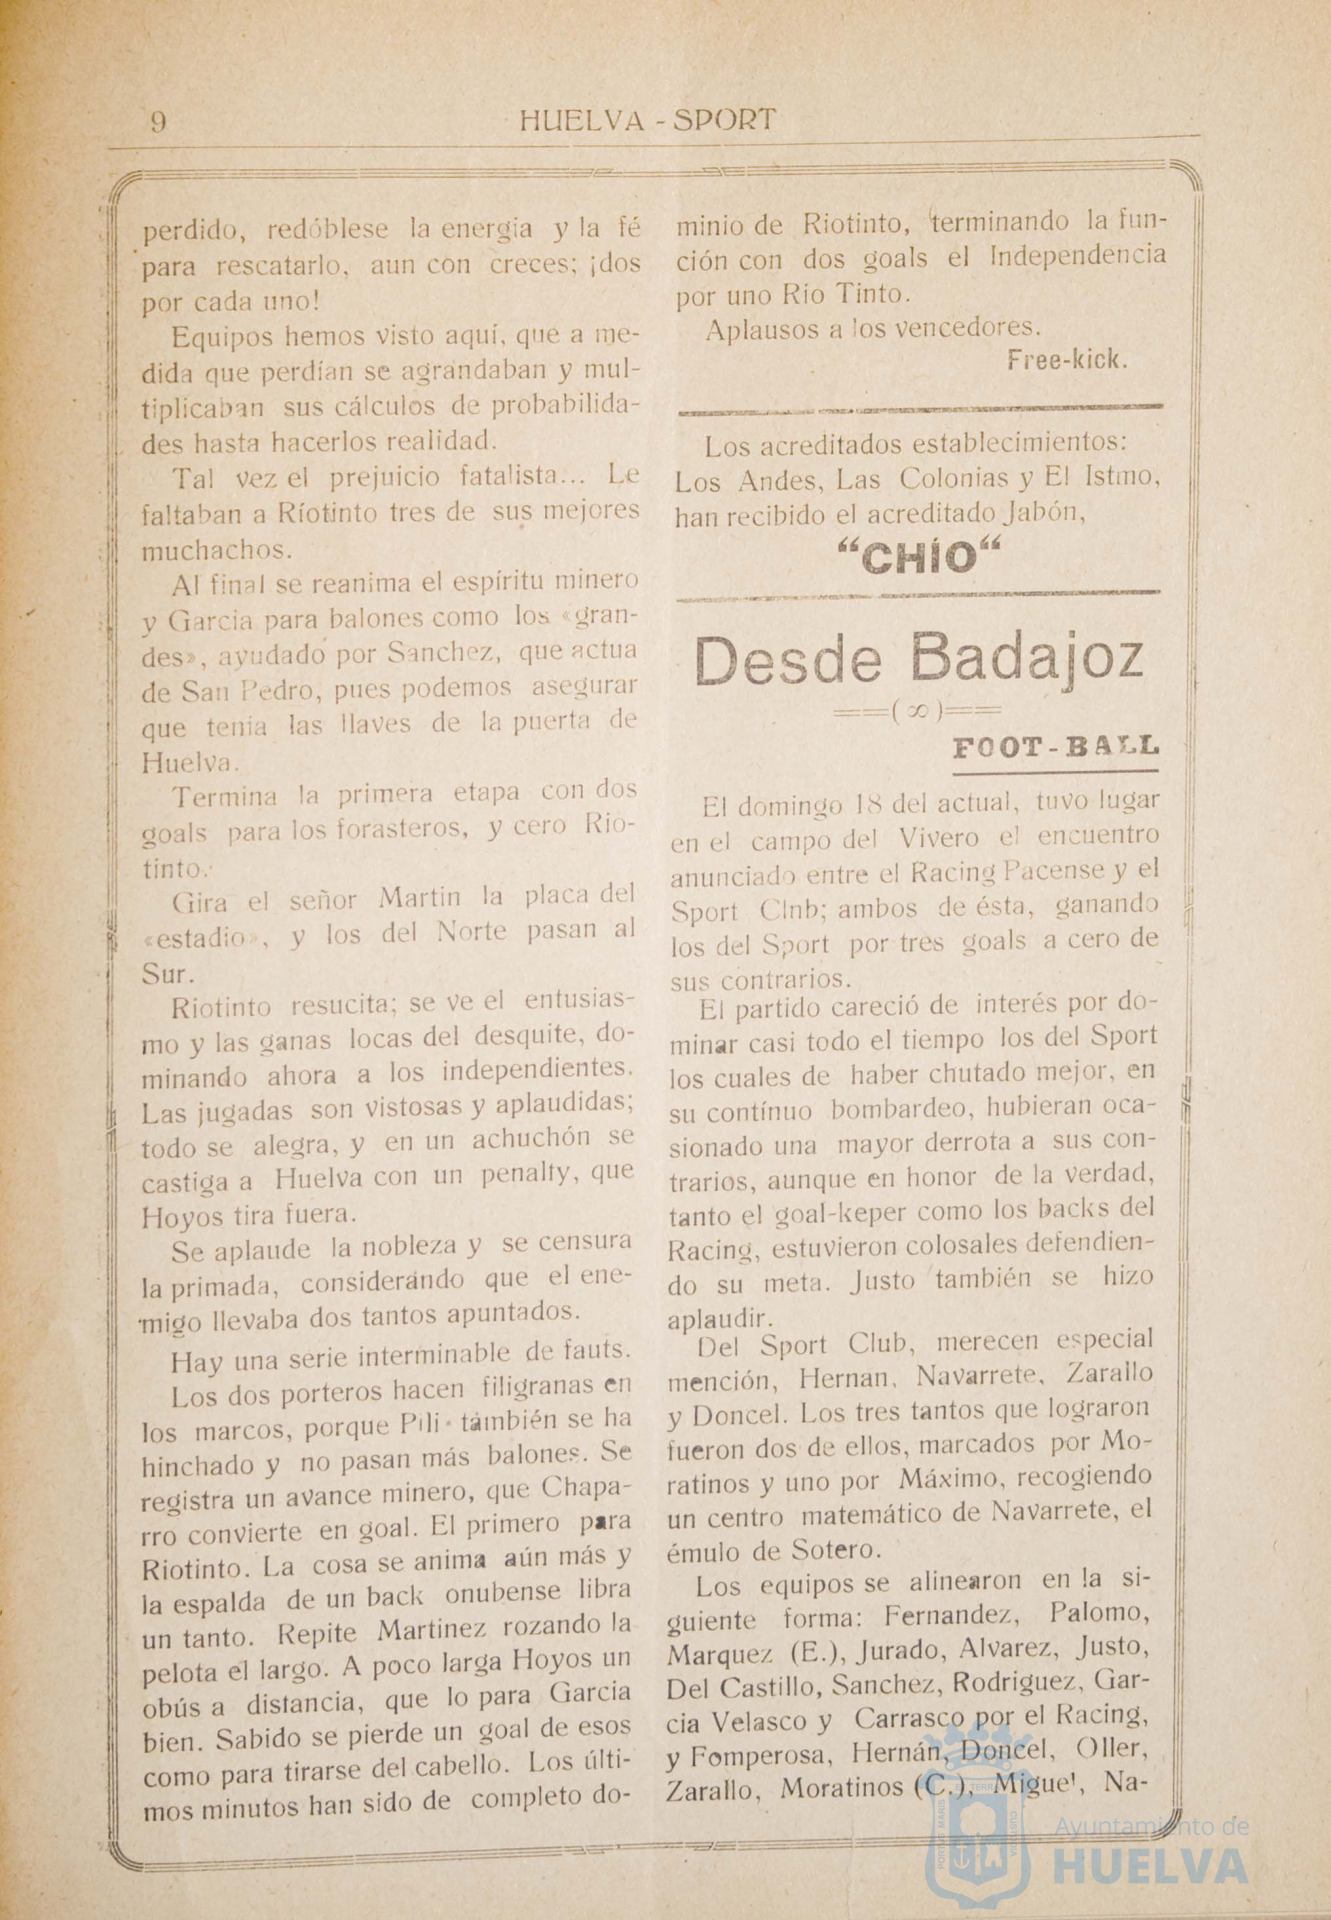 9
HUELVA - SPORT
perdido, redóblese la energia y la fé
para rescatarlo, aun con creces; ¡dos
por cada uno!
Equipos hemos visto aquí, que a me-
dida que perdían se agrandaban y mul-
tiplicaban sus cálculos de probabilida-
des hasta hacerlos realidad.
Tal vez el prejuicio fatalista... Le
faltaban a Ríotinto tres de sus mejores
muchachos.
Al final se reanima el espíritu minero
y Garcia para balones como los «gran-
des», ayudado por Sanchez, que actua
de San Pedro, pues podemos asegurar
que tenia las llaves de la puerta de
Huelva.
Termina la primera etapa con dos
goals para los forasteros, y cero Rio-
tinto.
Gira el señor Martin la placa del
«estadio», y los del Norte pasan al
Sur.
Riotinto resucita; se ve el entusias-
mo y las ganas locas del desquite, do-
minando ahora a los independientes.
Las jugadas son vistosas y aplaudidas;
todo se alegra, y en un achuchón se
castiga a Huelva con un penalty, que
Hoyos tira fuera.
Se aplaude la nobleza y se censura
la primada, considerando que el ene-
migo llevaba dos tantos apuntados.
Hay una serie interminable de fauts.
Los dos porteros hacen filigranas en
los marcos, porque Pili también se ha
hinchado y no pasan más balones. Se
registra un avance minero, que Chapa-
rro convierte en goal. El primero para
Riotinto. La cosa se anima aún más y
la espalda de un back onubense libra
un tanto. Repite Martinez rozando la
pelota el largo. A poco larga Hoyos un
obús a distancia, que lo para Garcia
bien. Sabido se pierde un goal de esos
como para tirarse del cabello. Los últi-
mos minutos han sido de completo do-
minio de Riotinto, terminando la fun-
ción con dos goals el Independencia
por uno Rio Tinto.
Aplausos a los vencedores.
Free-kick.
Los acreditados establecimientos:
Los Andes, Las Colonias y El Istmo,
han recibido el acreditado Jabón,
“CHÍO“
Desde Badajoz
==( ∞ )==
FOOT-BALL
El domingo 18 del actual, tuvo lugar
en el campo del Vivero el encuentro
anunciado entre el Racing Pacense y el
Sport Clnb; ambos de ésta, ganando
los del Sport por tres goals a cero de
sus contrarios.
El partido careció de interés por do-
minar casi todo el tiempo los del Sport
los cuales de haber chutado mejor, en
su contínuo bombardeo, hubieran oca-
sionado una mayor derrota a sus con-
trarios, aunque en honor de la verdad,
tanto el goal-keper como los backs del
Racing, estuvieron colosales defendien-
do su meta. Justo también se hizo
aplaudir.
Del Sport Club, merecen especial
mención, Hernan, Navarrete, Zarallo
y Doncel. Los tres tantos que lograron
fueron dos de ellos, marcados por Mo-
ratinos y uno por Máximo, recogiendo
un centro matemático de Navarrete, el
émulo de Sotero.
Los equipos se alinearon en la si-
guiente forma: Fernandez, Palomo,
Marquez (E.), Jurado, Alvarez, Justo,
Del Castillo, Sanchez, Rodriguez, Gar-
cia Velasco y Carrasco por el Racing,
y Fomperosa, Hernán, Doncel, Oller,
Zarallo, Moratinos (C.), Miguel, Na-
Ayuntamiento de
HUELVA